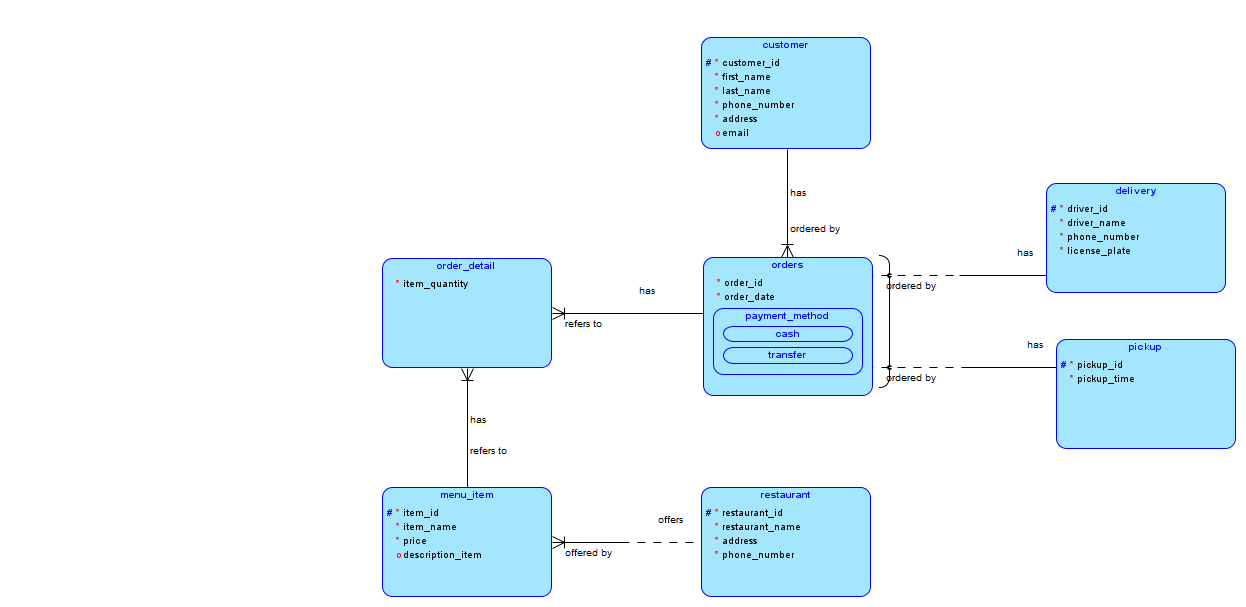 customer
# * customer_id
* first_name
* last_name
* phone_number
* address
o email
has
ordered by
delivery
# * driver_id
* driver_name
* phone_number
* license_plate
has
ordered by
order_detail
* item_quantity
has
refers to
orders
* order_id
* order_date
payment_method
cash
transfer
has
ordered by
pickup
# * pickup_id
* pickup_time
has
refers to
menu_item
# * item_id
* item_name
* price
o description_item
offers
offered by
restaurant
# * restaurant_id
* restaurant_name
* address
* phone_number